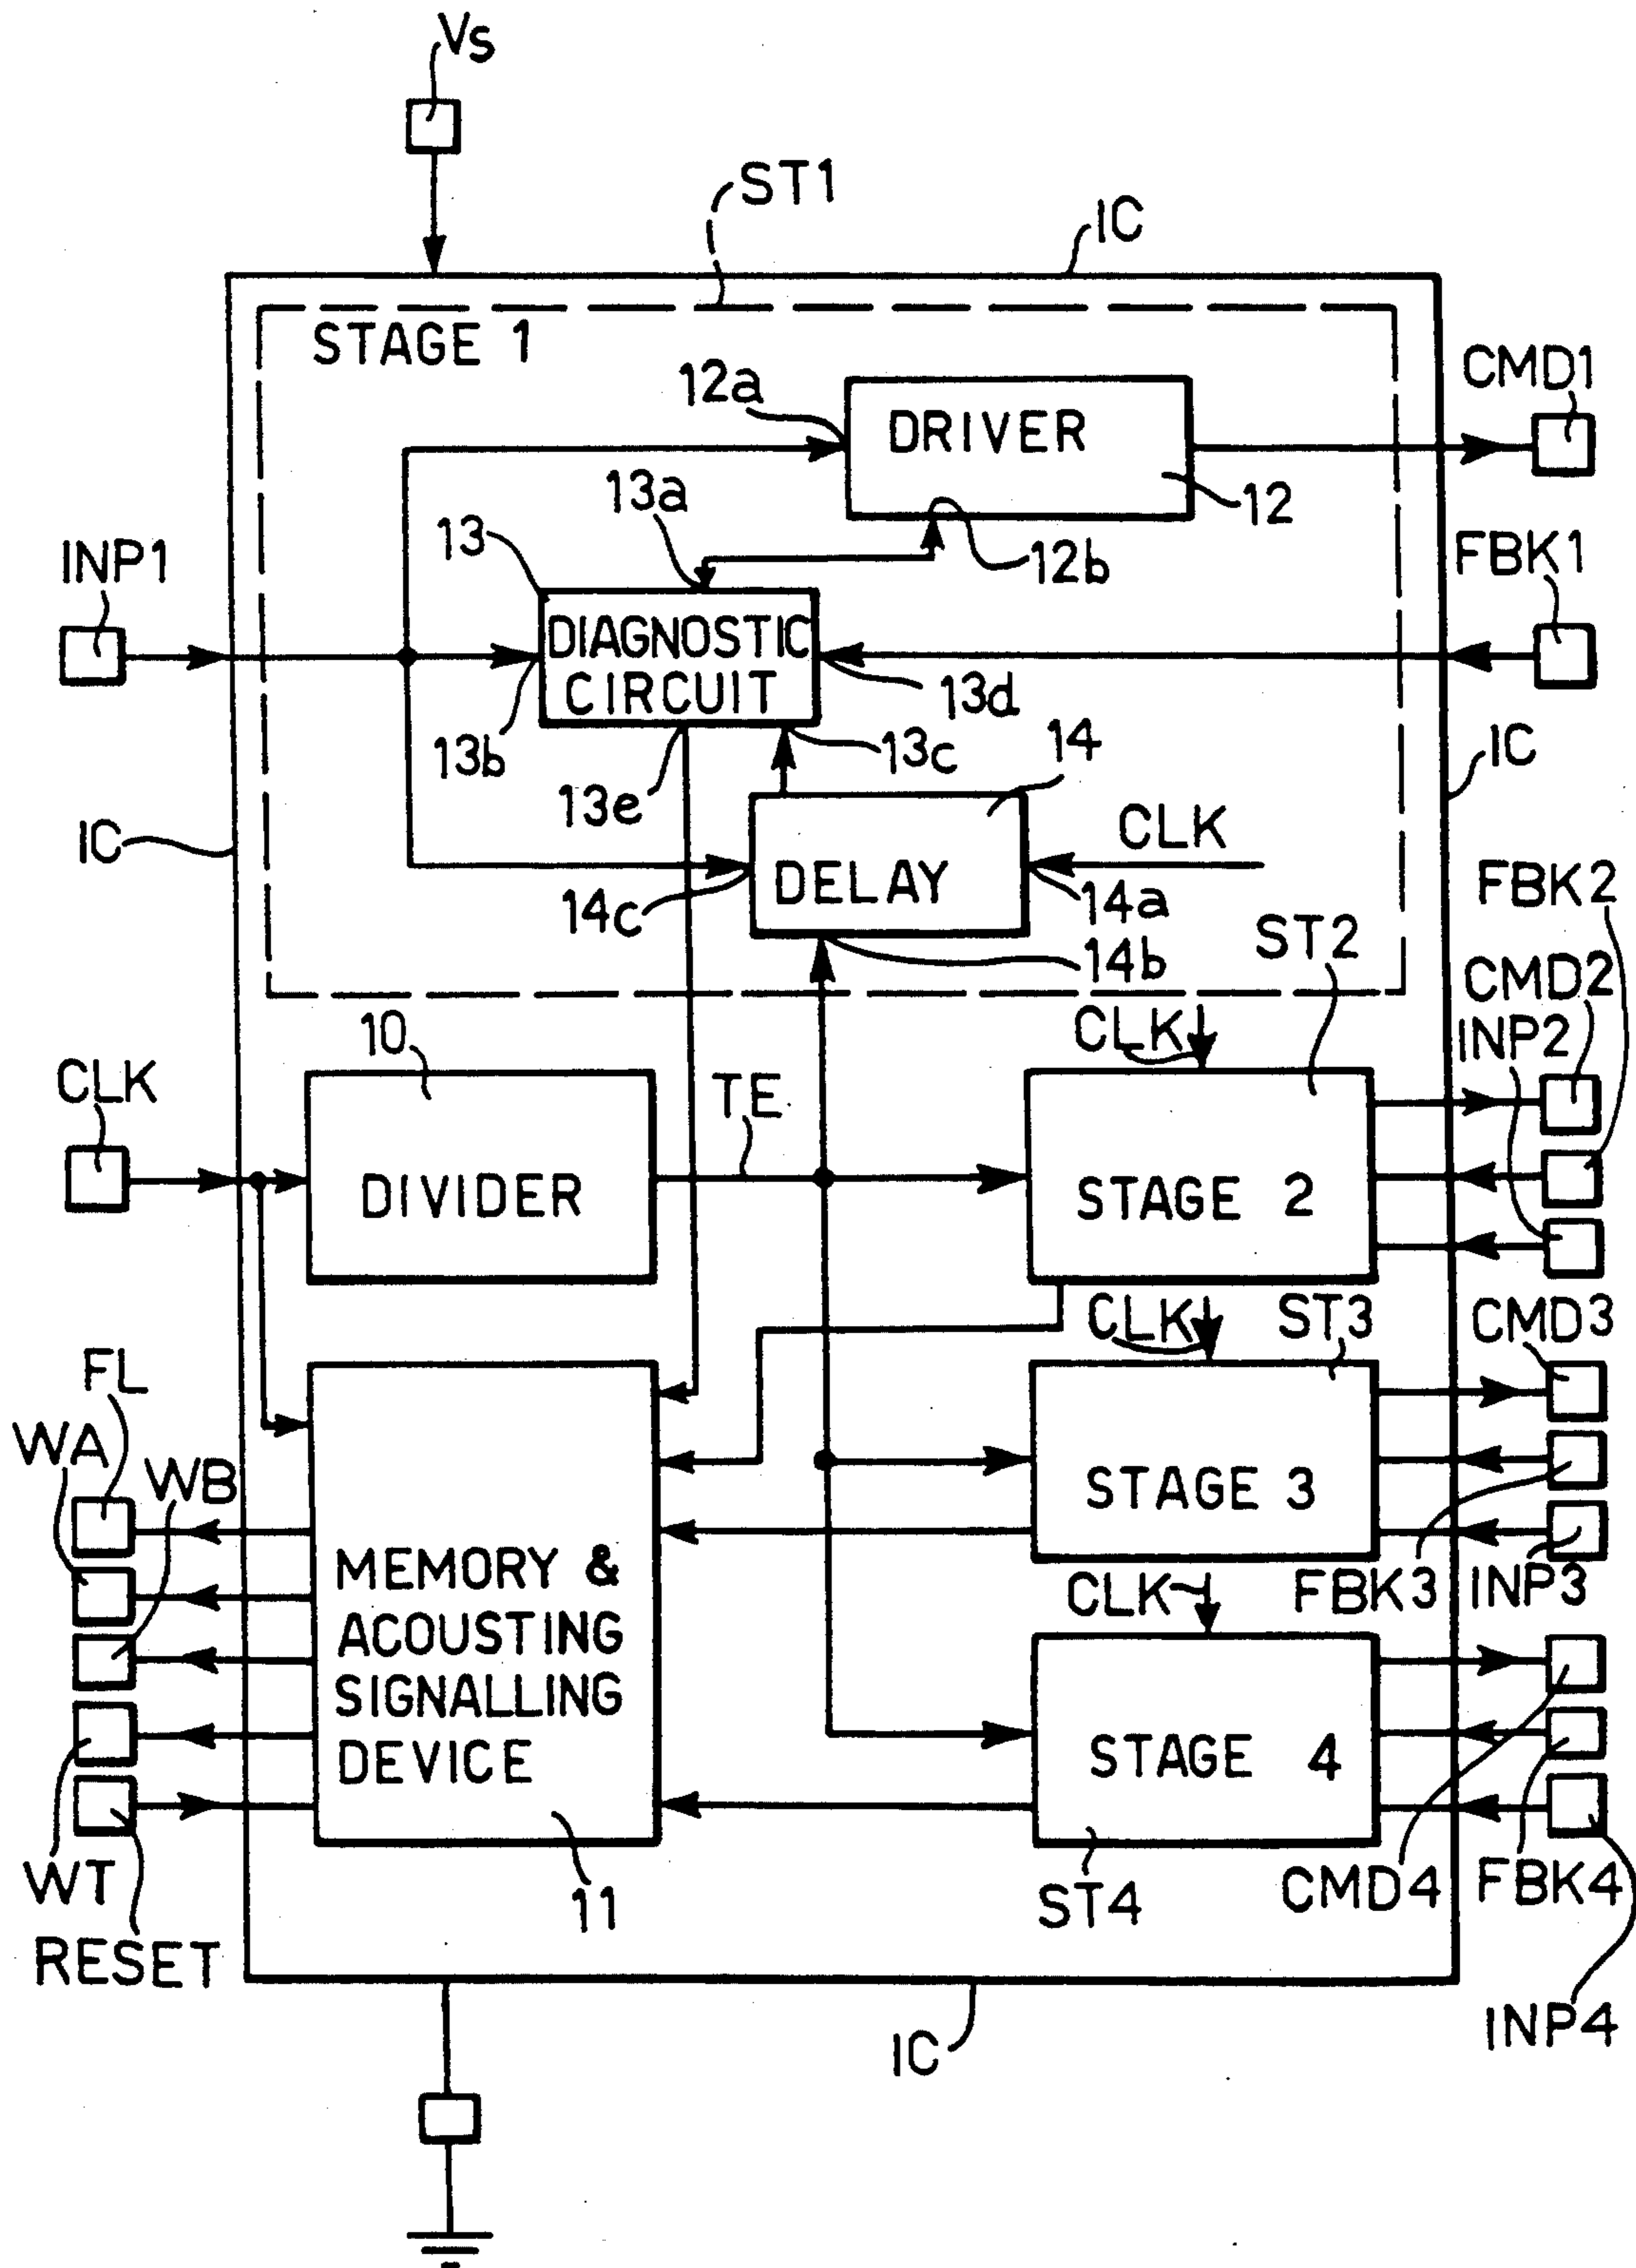 Vs
ST1
IC
STAGE 1
CMD1
12a
DRIVER
13a
12
13
12b
FBK1
INP1
DIAGNOSTIC
CIRCUIT
13d
13b
13c
14
IC
13e
CLK
IC
DELAY
FBK2
14c
14a
ST2
14b
CMD2
10
CLK
INP2
CLK
TE
DIVIDER
STAGE 2
CLK
ST3
CMD3
FL
WA
WB
STAGE 3
MEMORY &
CLK
FBK3
INP3
ACOUSTING
SIGNALLING
DEVICE
STAGE 4
WT
11
ST4
CMD4
FBK4
RESET
INP4
IC